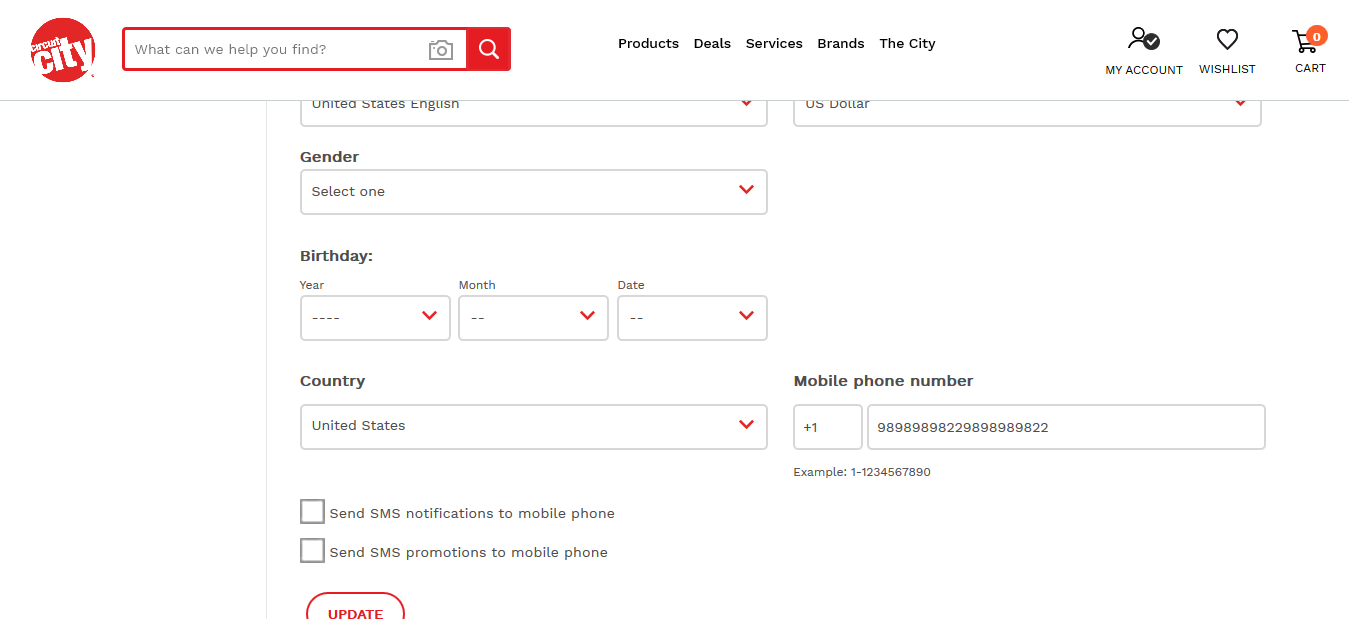 circuit city
What can we help you find?
Products Deals Services Brands The City
MY ACCOUNT WISHLIST 0 CART
United States English US Dollar
Gender
Select one
Birthday:
Year Month Date
---- -- --
Country Mobile phone number
United States +1 98989898229898989822
Example: 1-1234567890
Send SMS notifications to mobile phone
Send SMS promotions to mobile phone
UPDATE